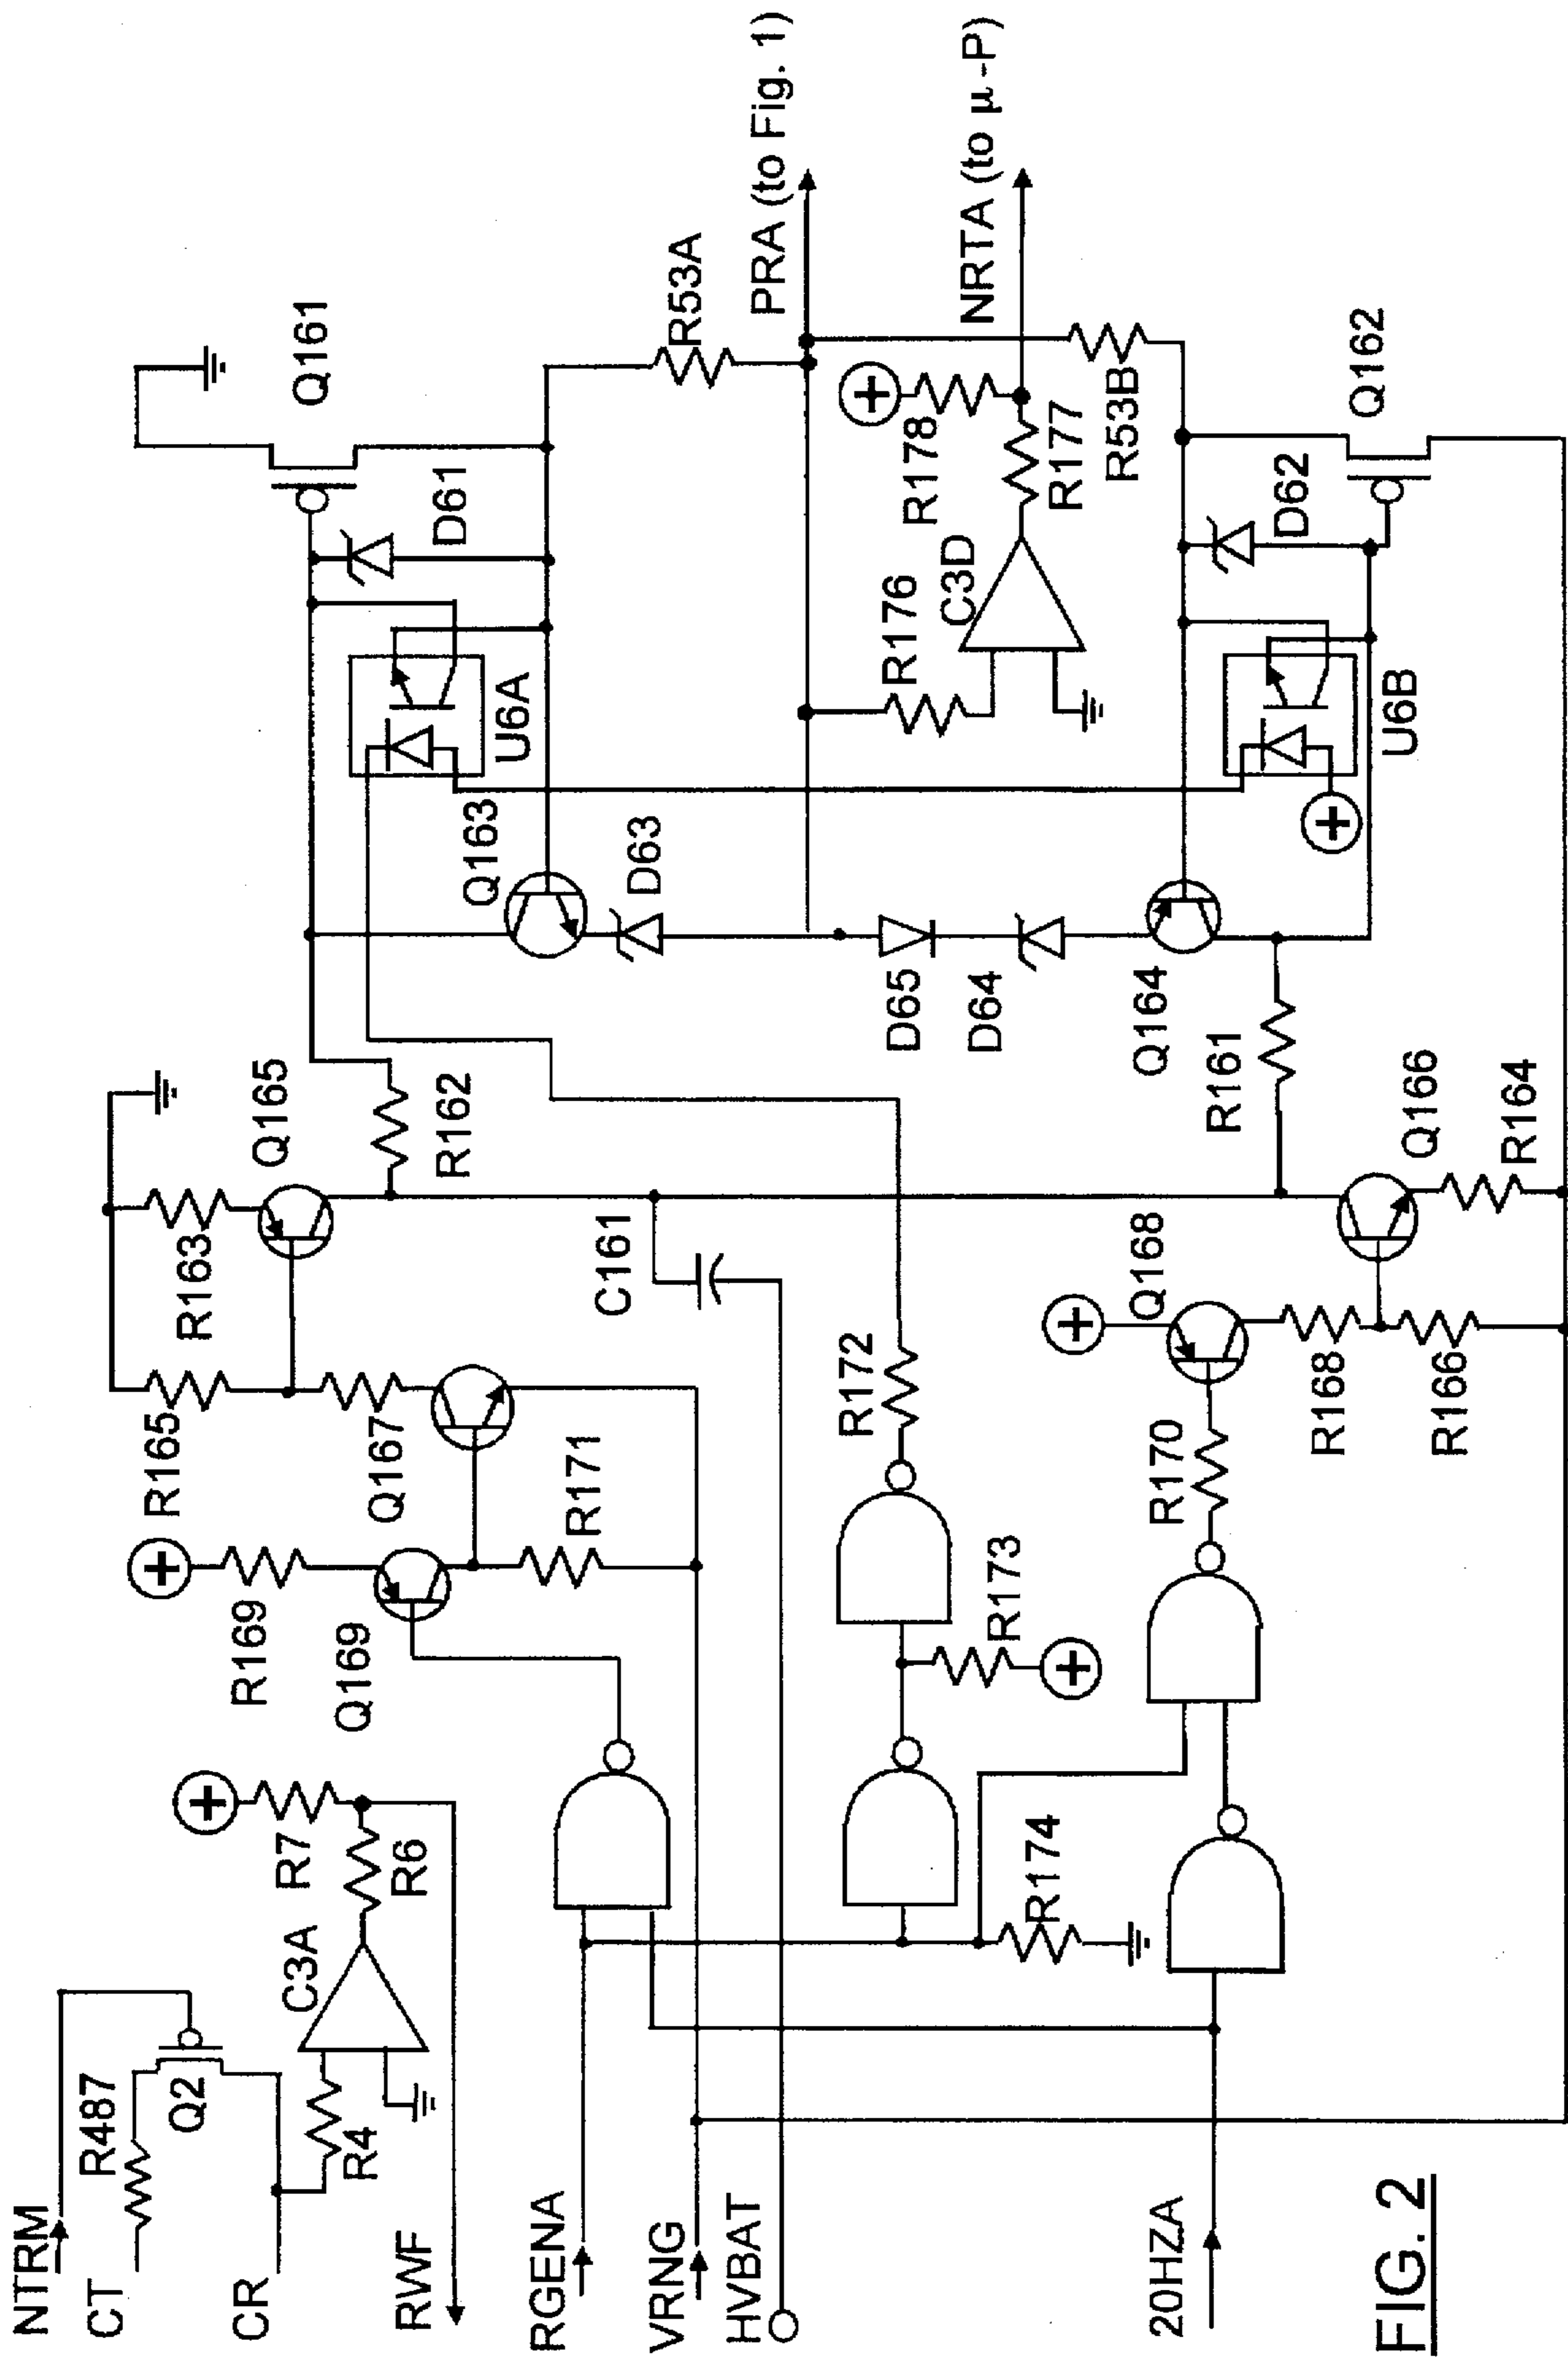 NTRM
CT
R487
Q2
CR
R4
C3A
R7
R6
RWF
RGENA
VRNG
HVBAT
20HZA
R169
Q169
R171
R165
Q167
R163
Q165
R162
C161
R174
R173
R172
R170
Q168
R168
R166
Q166
R164
R161
Q163
D63
D65
D64
Q164
U6A
D61
Q161
R53A
PRA (to Fig. 1)
R176
C3D
R178
R177
NRTA (to μ-P)
R53B
U6B
D62
Q162
FIG. 2